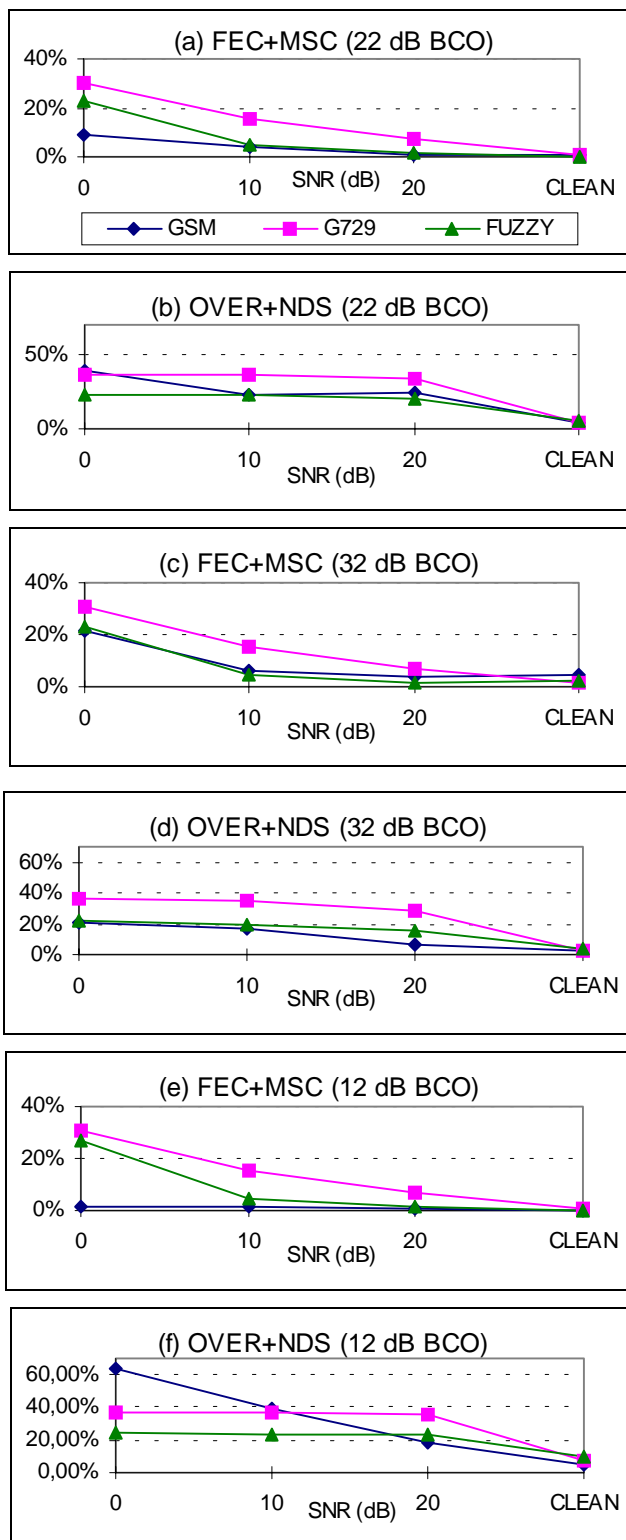 (a) FEC+MSC (22 dB BCO)
40%
20%
0%
0 10 20 CLEAN
SNR (dB)
GSM G729 FUZZY
(b) OVER+NDS (22 dB BCO)
50%
0%
0 10 20 CLEAN
SNR (dB)
(c) FEC+MSC (32 dB BCO)
40%
20%
0%
0 10 20 CLEAN
SNR (dB)
(d) OVER+NDS (32 dB BCO)
60%
40%
20%
0%
0 10 20 CLEAN
SNR (dB)
(e) FEC+MSC (12 dB BCO)
40%
20%
0%
0 10 20 CLEAN
SNR (dB)
(f) OVER+NDS (12 dB BCO)
60,00%
40,00%
20,00%
0,00%
0 10 20 CLEAN
SNR (dB)